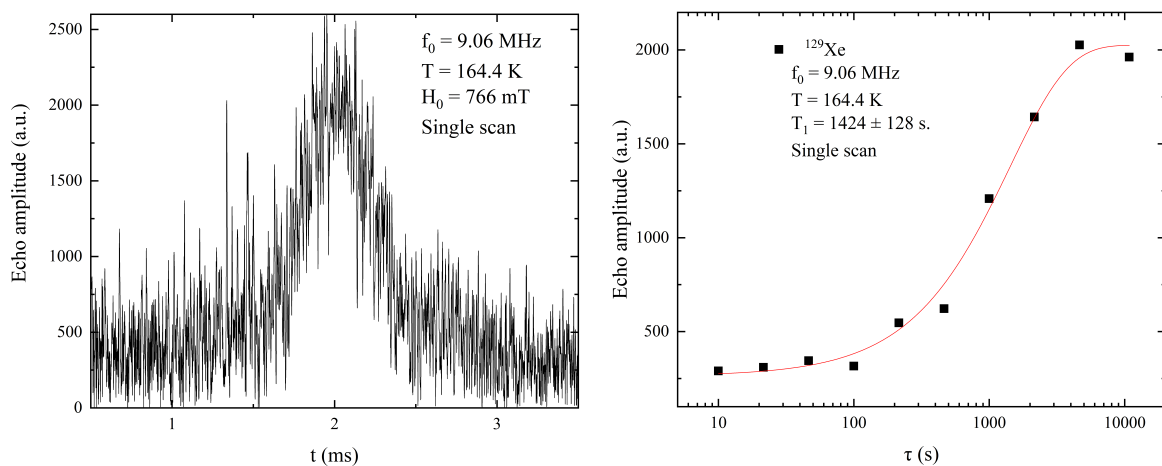 2500
2000
1500
1000
500
0
Echo amplitude (a.u.)
f₀ = 9.06 MHz
T = 164.4 K
H₀ = 766 mT
Single scan
1 2 3
t (ms)
2000
1500
1000
500
Echo amplitude (a.u.)
¹²⁹Xe
f₀ = 9.06 MHz
T = 164.4 K
T₁ = 1424 ± 128 s.
Single scan
10 100 1000 10000
τ (s)